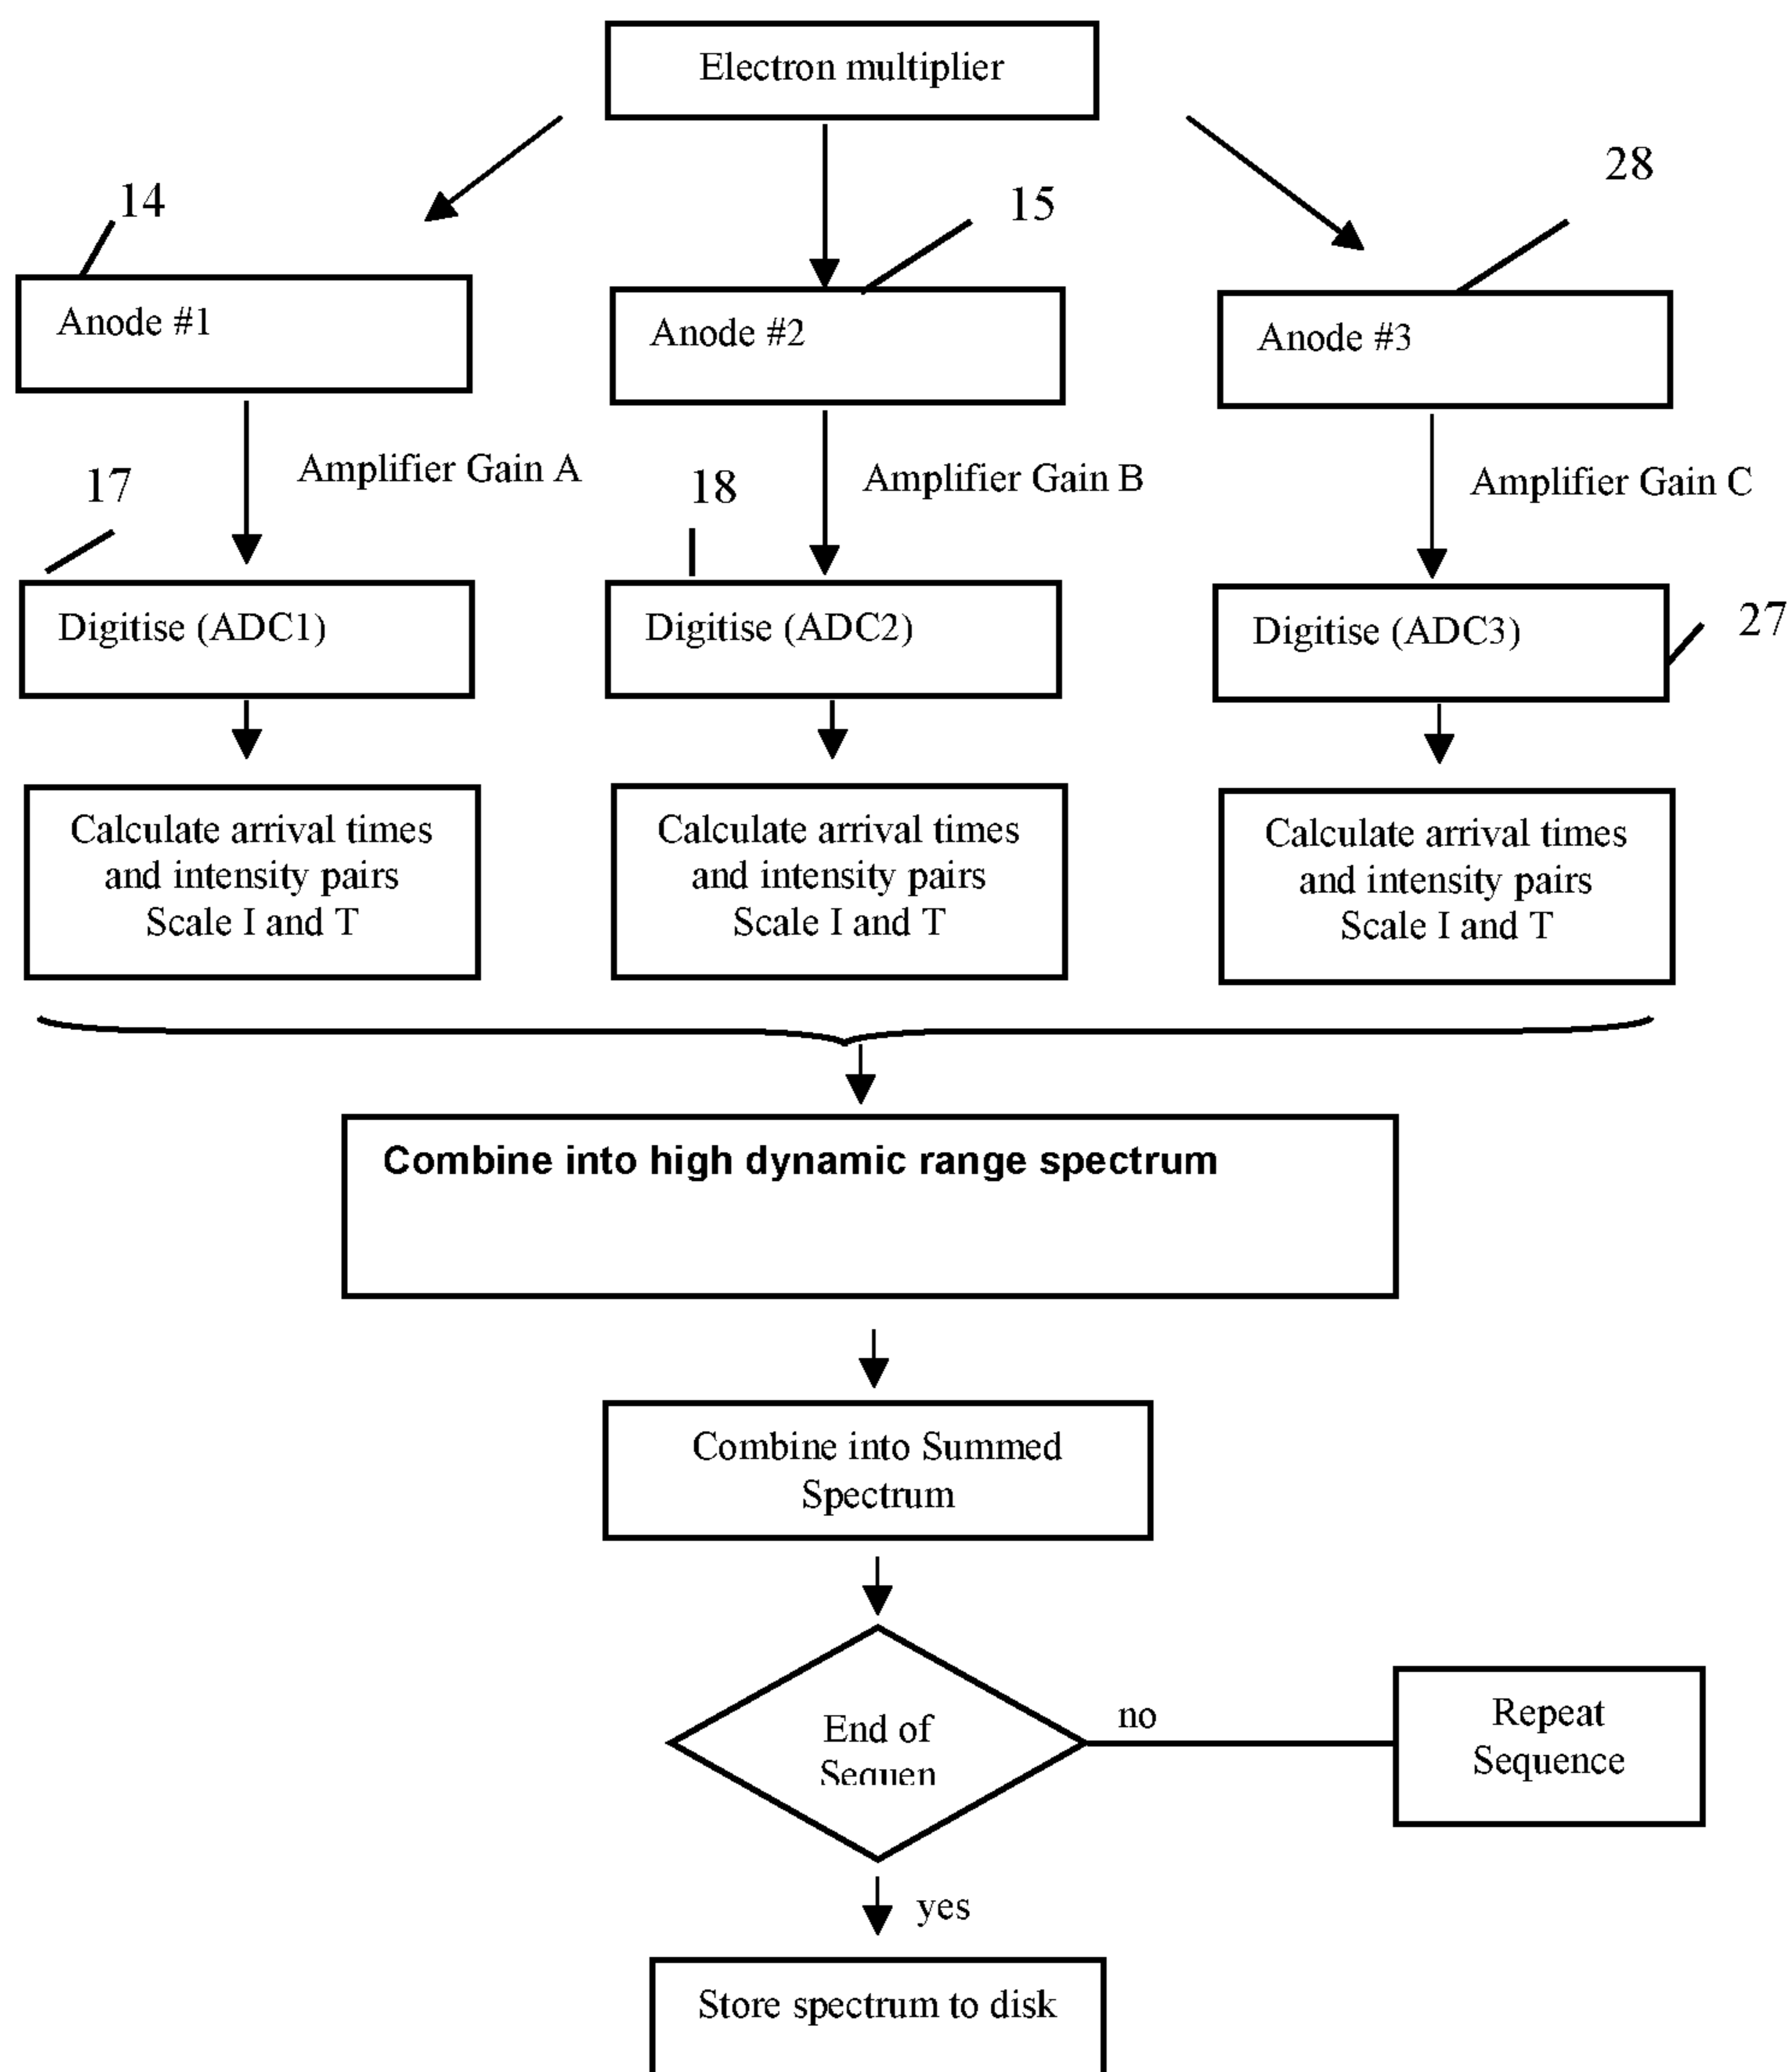 Electron multiplier
14
15
28
Anode #1
Anode #2
Anode #3
17
Amplifier Gain A
18
Amplifier Gain B
Amplifier Gain C
Digitise (ADC1)
Digitise (ADC2)
Digitise (ADC3)
27
Calculate arrival times
and intensity pairs
Scale I and T
Calculate arrival times
and intensity pairs
Scale I and T
Calculate arrival times
and intensity pairs
Scale I and T
Combine into high dynamic range spectrum
Combine into Summed
Spectrum
End of
Sequen
no
Repeat
Sequence
yes
Store spectrum to disk